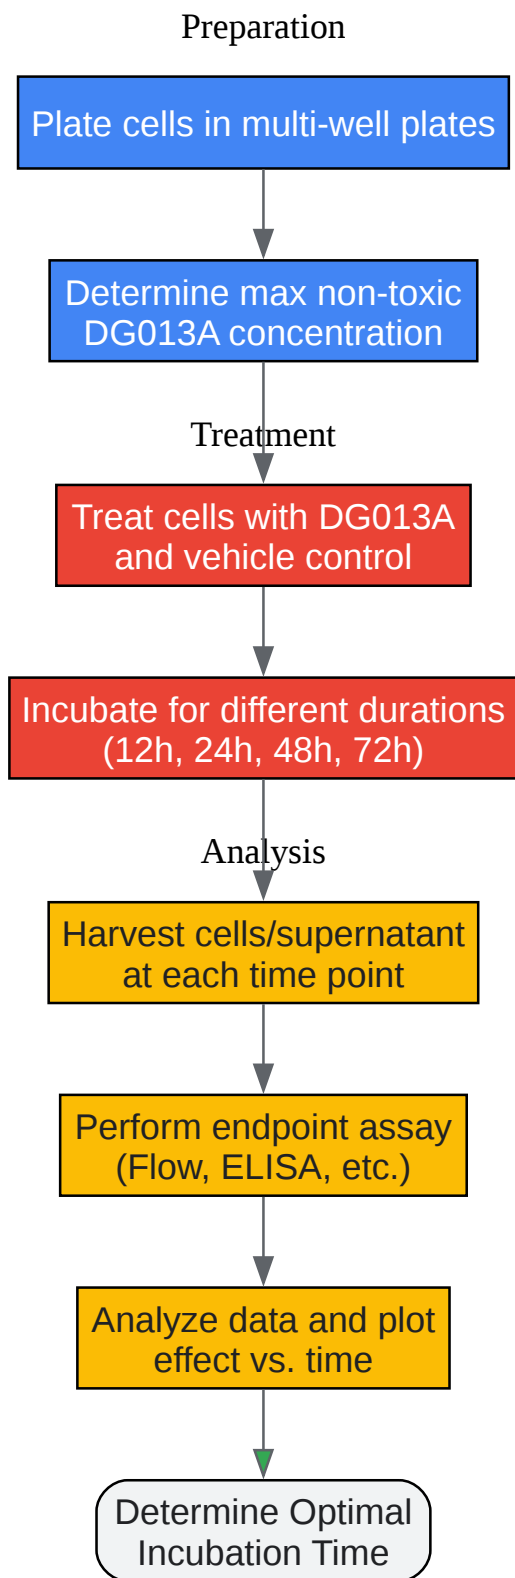 Preparation
Plate cells in multi-well plates
Determine max non-toxic
DG013A concentration
Treatment
Treat cells with DG013A
and vehicle control
Incubate for different durations
(12h, 24h, 48h, 72h)
Analysis
Harvest cells/supernatant
at each time point
Perform endpoint assay
(Flow, ELISA, etc.)
Analyze data and plot
effect vs. time
Determine Optimal
Incubation Time